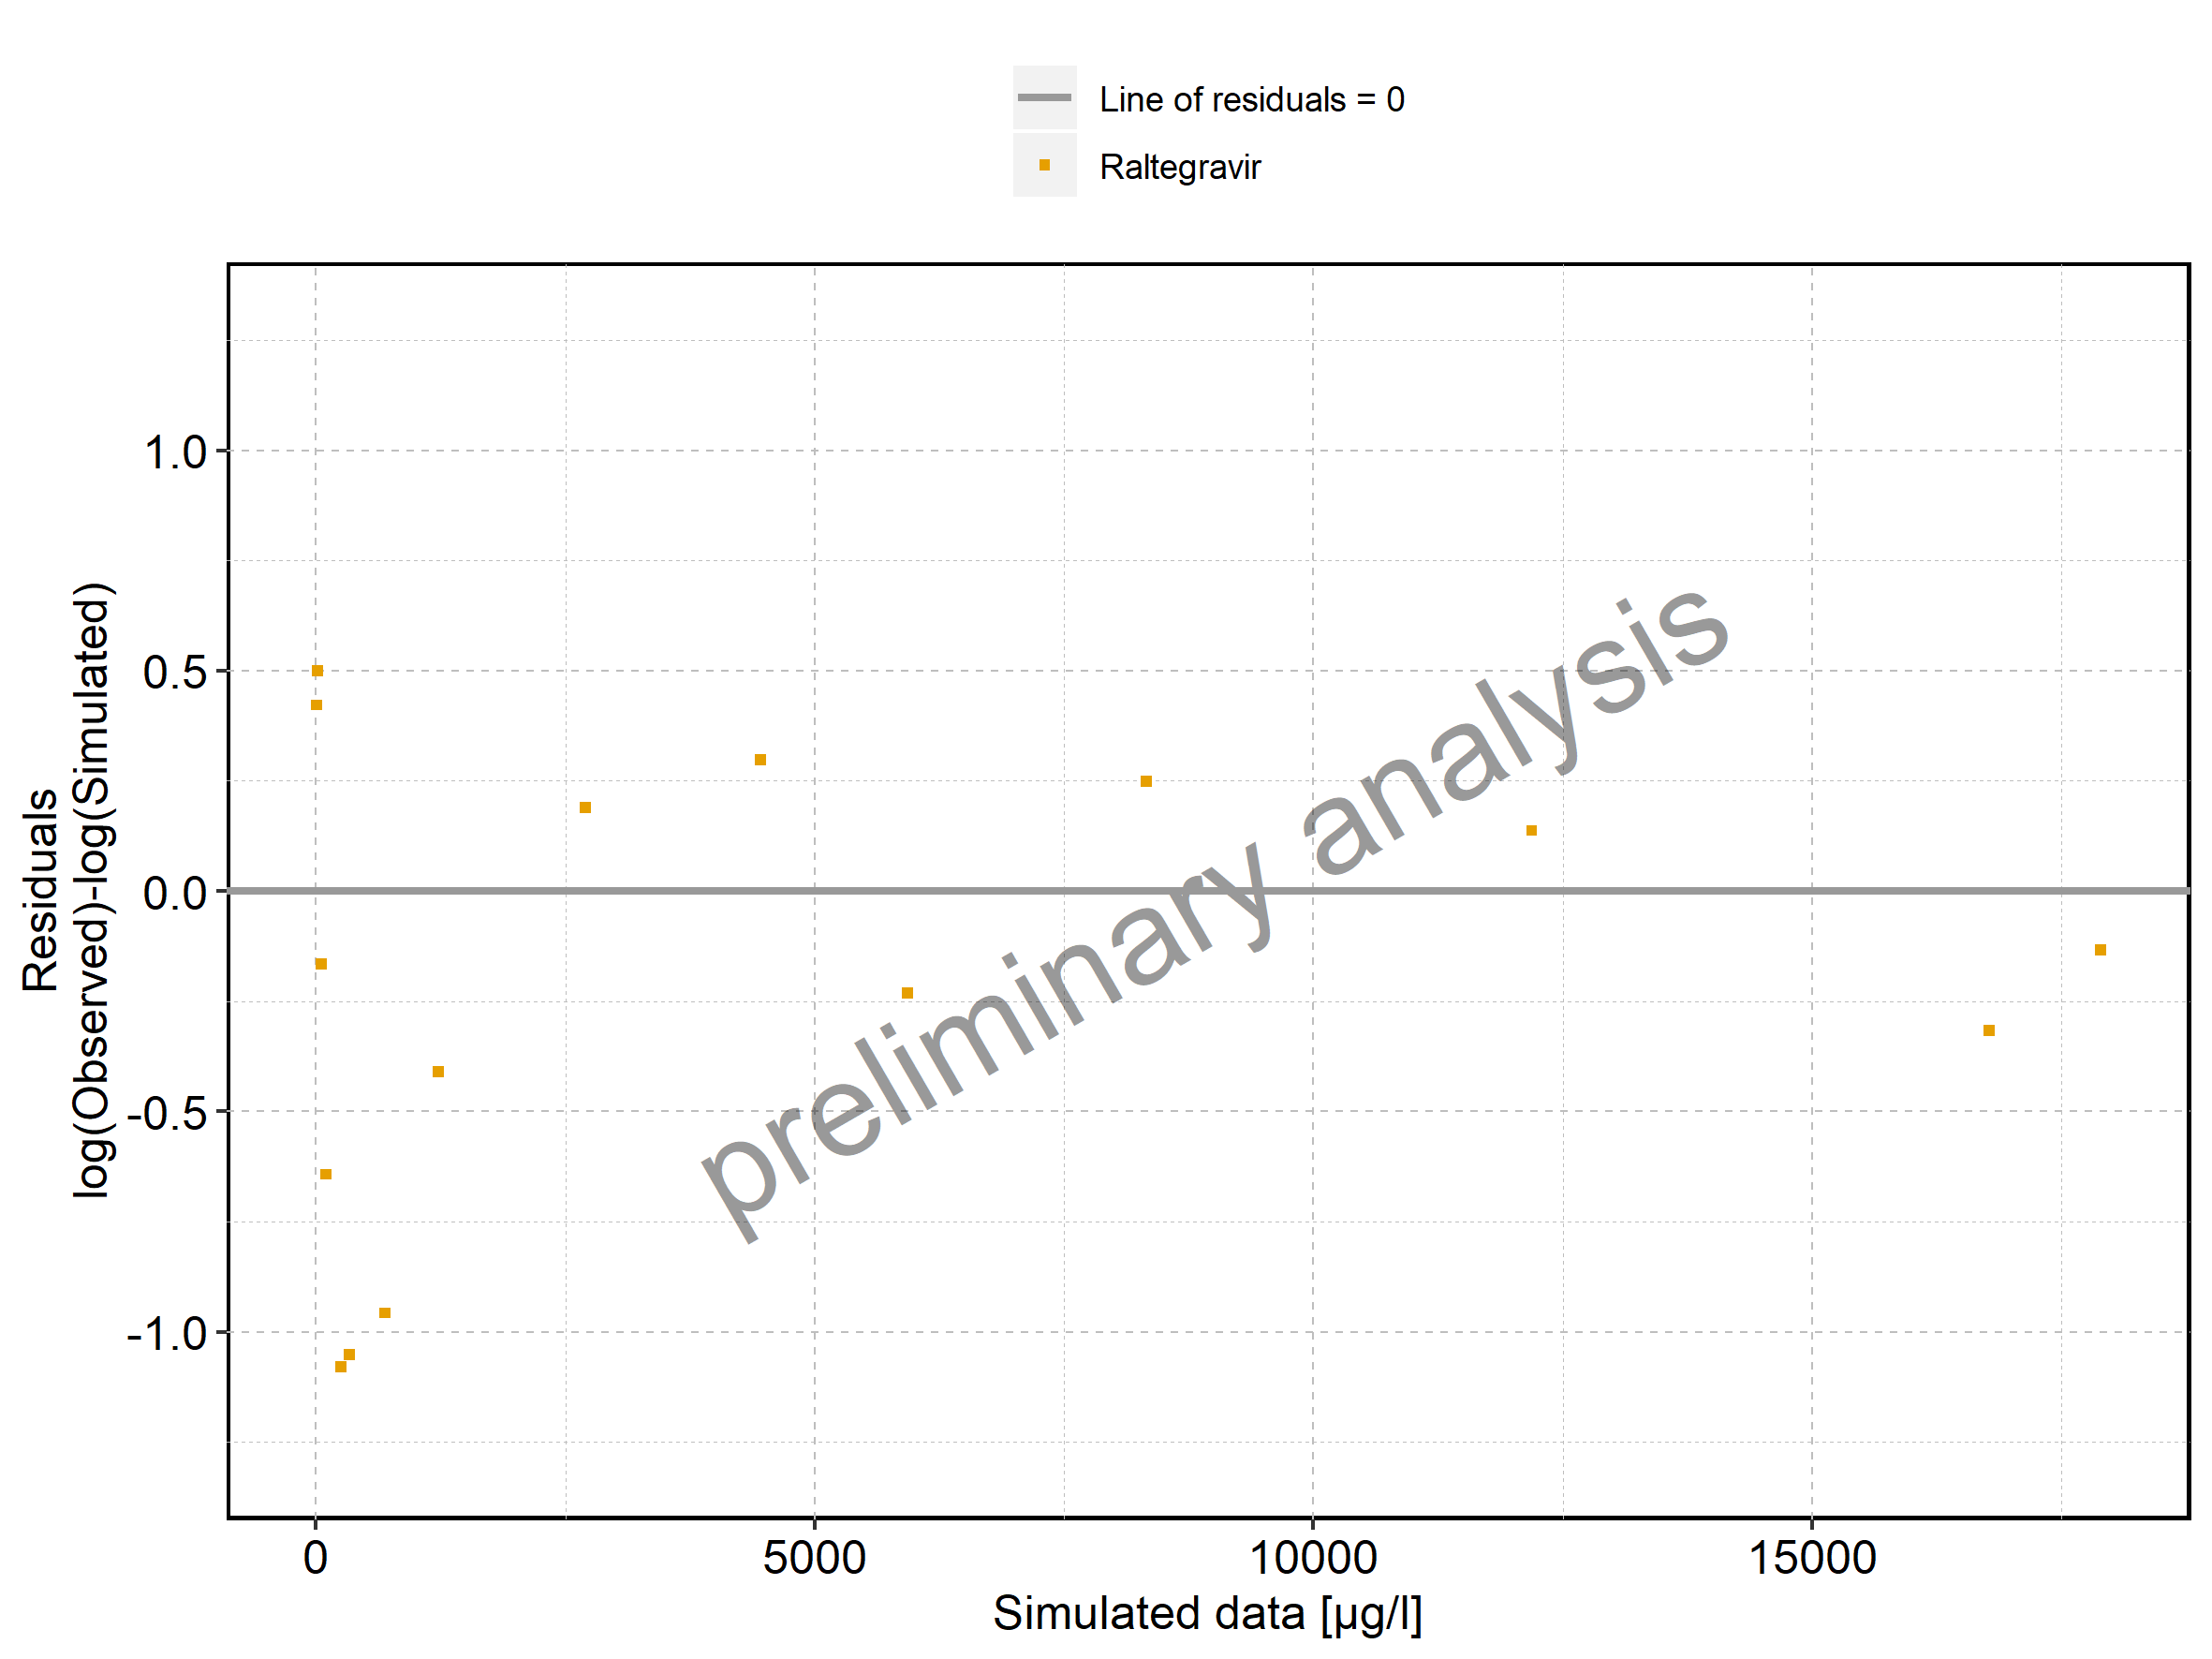 Line of residuals = 0
Raltegravir
Residuals
log(Observed)-log(Simulated)
1.0
0.5
0.0
-0.5
-1.0
preliminary analysis
0 5000 10000 15000
Simulated data [µg/l]